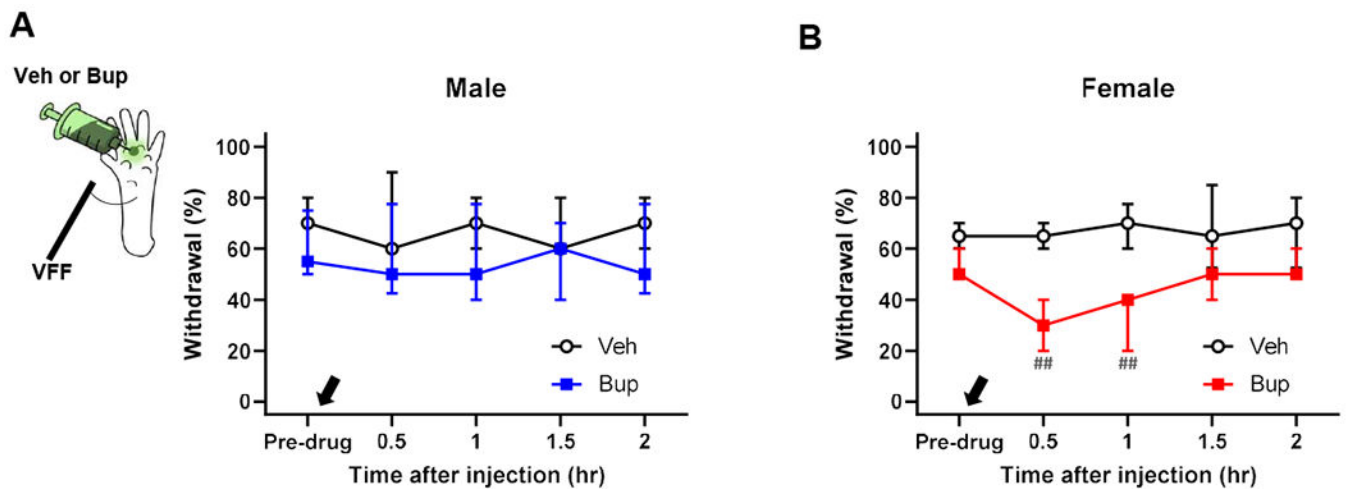 A
Veh or Bup
VFF
Male
Withdrawal (%)
100
80
60
40
20
0
Veh
Bup
Pre-drug 0.5 1 1.5 2
Time after injection (hr)
B
Female
Withdrawal (%)
100
80
60
40
20
0
## ##
Veh
Bup
Pre-drug 0.5 1 1.5 2
Time after injection (hr)